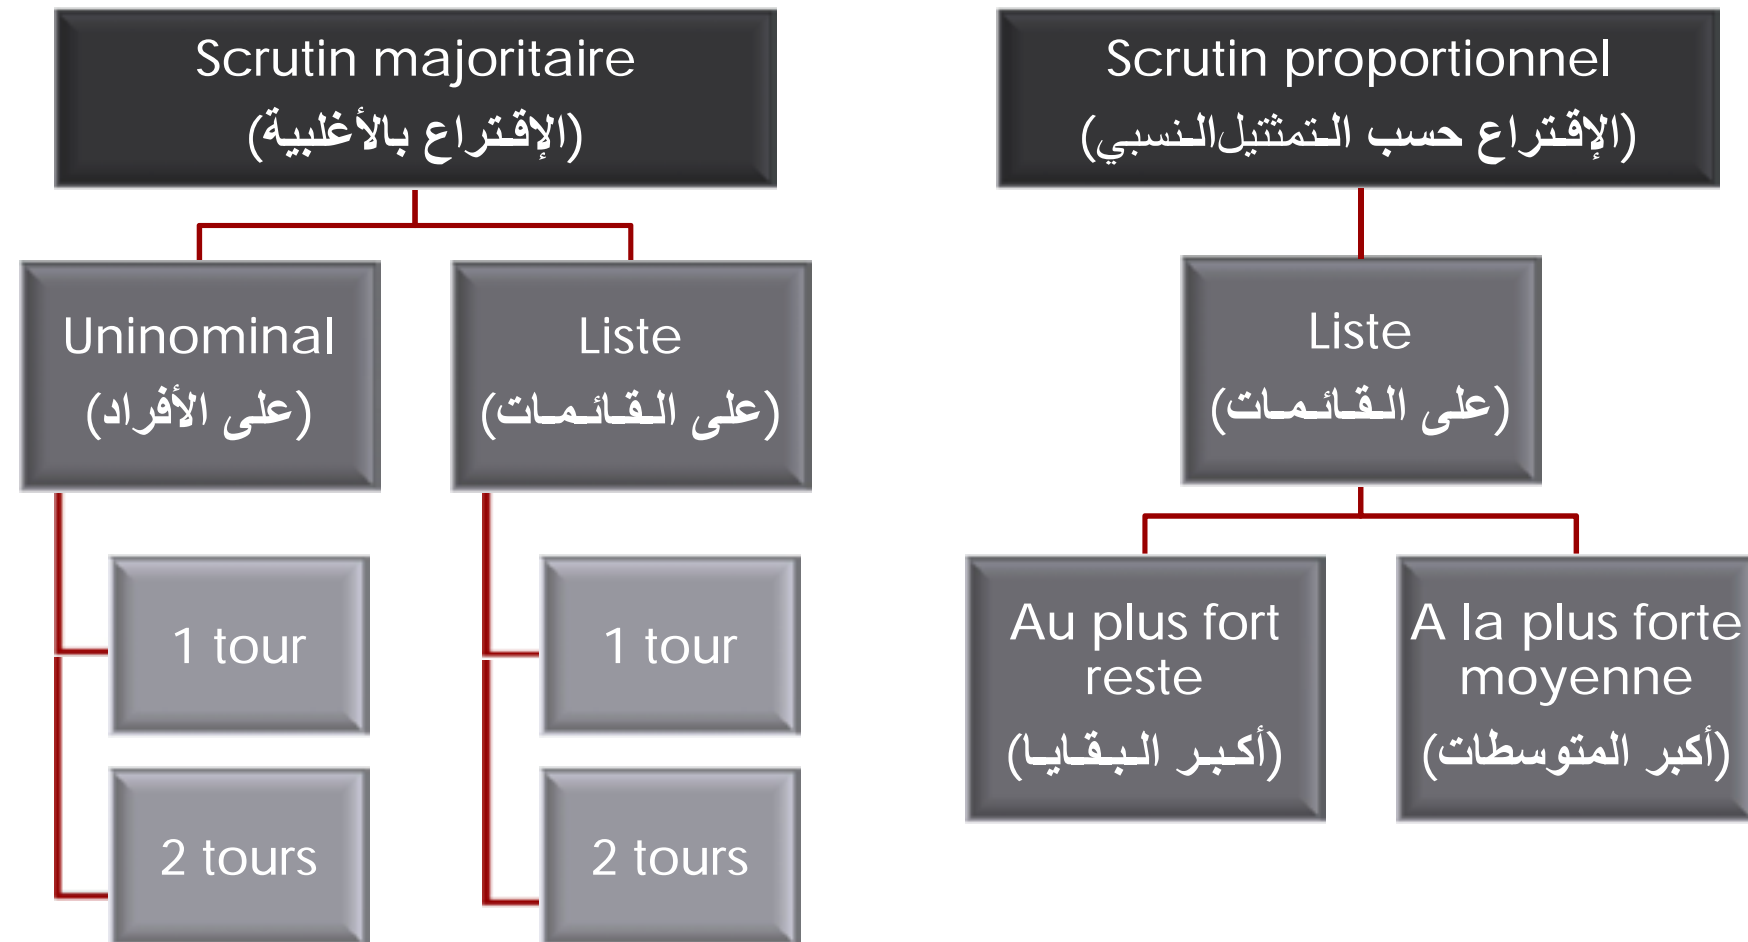 Scrutin majoritaire
(الإقتراع بالأغلبية)
Uninominal
(على الأفراد)
1 tour
2 tours
Liste
(على القائمات)
1 tour
2 tours
Scrutin proportionnel
(الإقتراع حسب التمثتيل النسبي)
Liste
(على القائمات)
Au plus fort
reste
(أكبر البقايا)
A la plus forte
moyenne
(أكبر المتوسطات)